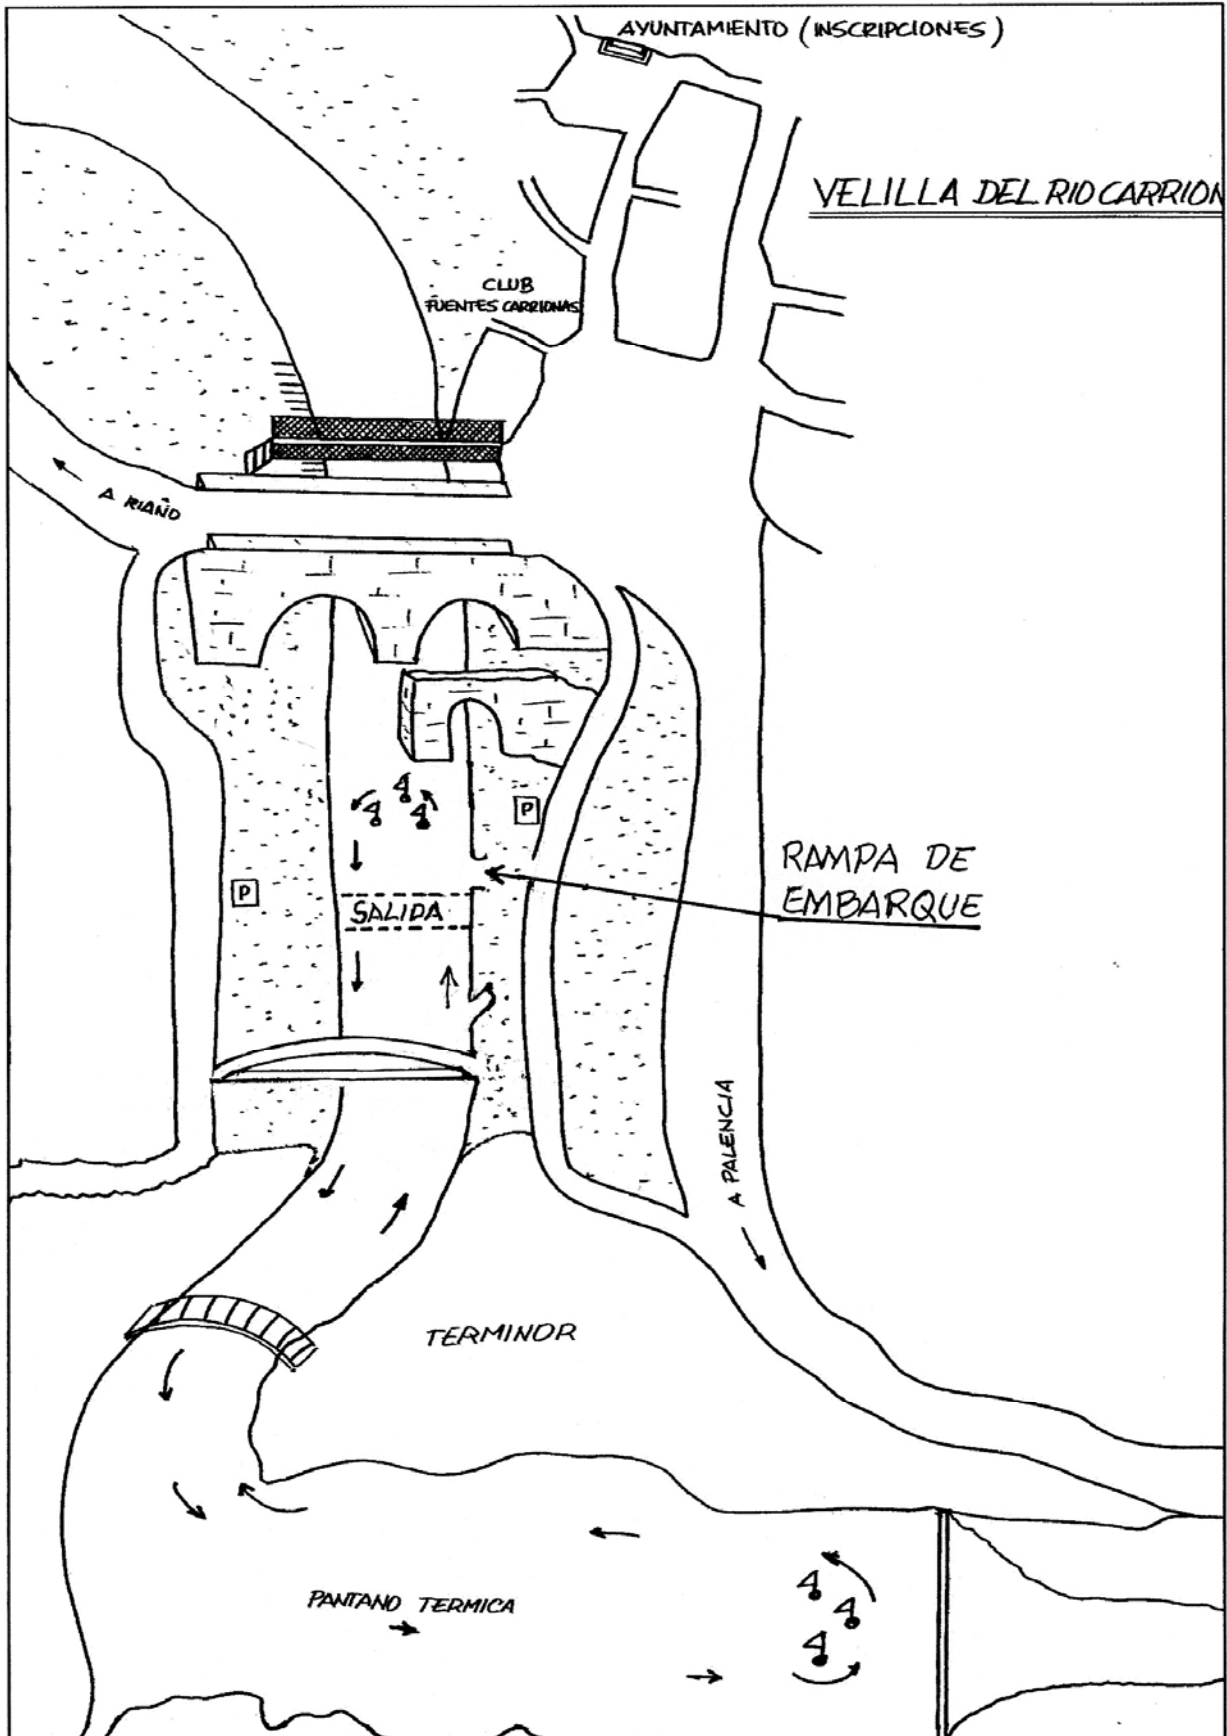 AYUNTAMIENTO (INSCRIPCIONES)
VELILLA DEL RIO CARRION
CLUB
FUENTES CARRIONAS
A RIAÑO
P
P
RAMPA DE
EMBARQUE
SALIDA
A PALENCIA
TERMINOR
PANTANO TERMICA